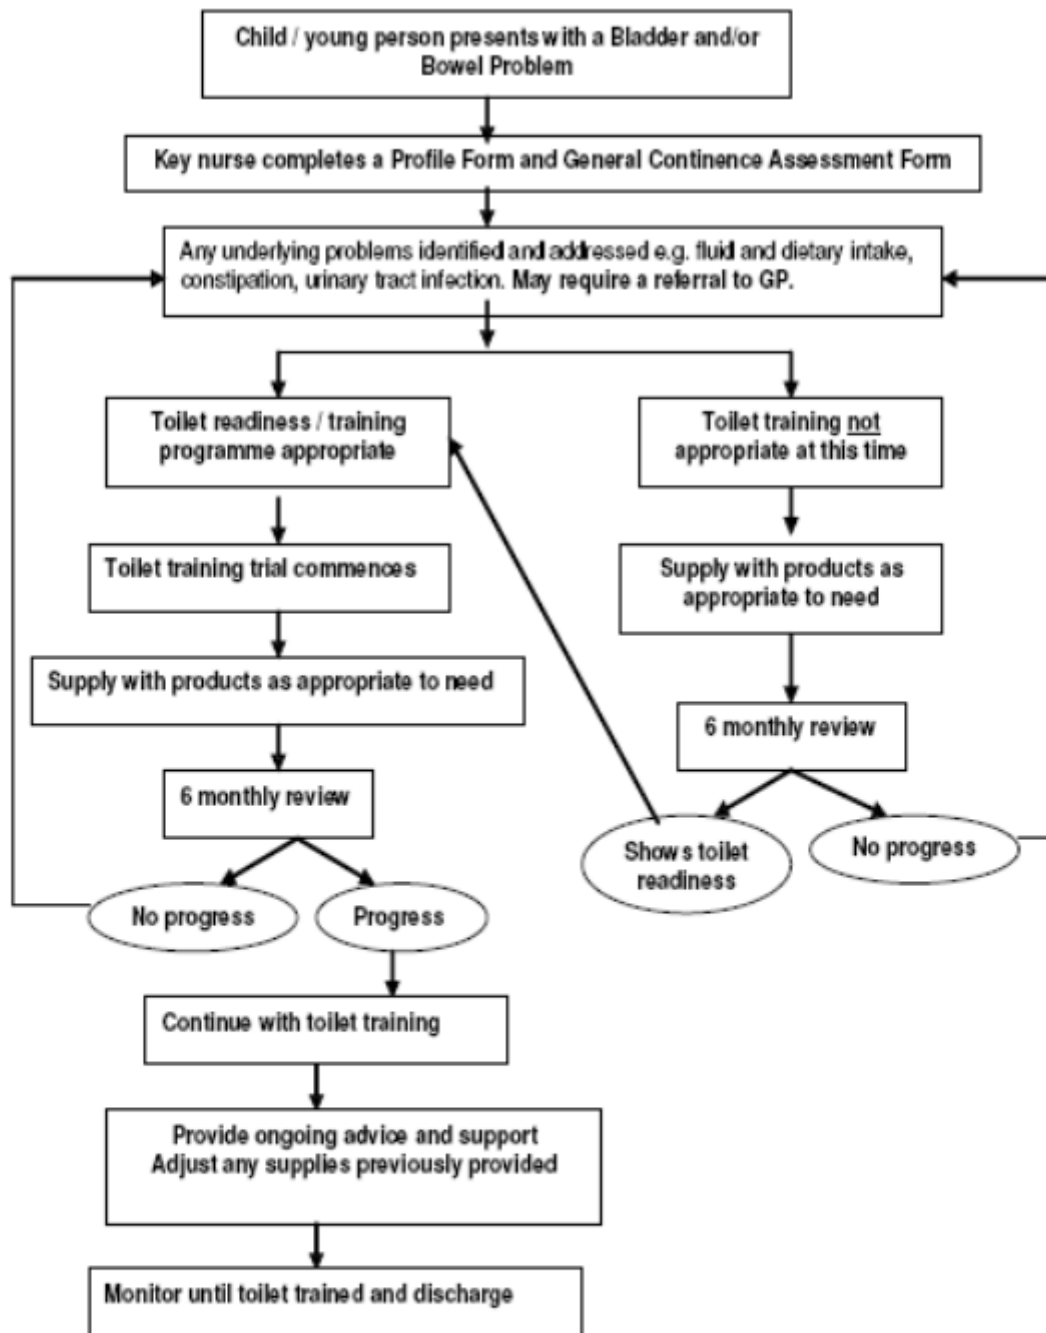 Child / young person presents with a Bladder and/or
Bowel Problem
Key nurse completes a Profile Form and General Continence Assessment Form
Any underlying problems identified and addressed e.g. fluid and dietary intake,
constipation, urinary tract infection. May require a referral to GP.
Toilet readiness / training
programme appropriate
Toilet training not
appropriate at this time
Toilet training trial commences
Supply with products as
appropriate to need
Supply with products as appropriate to need
6 monthly review
6 monthly review
Shows toilet
readiness
No progress
No progress
Progress
Continue with toilet training
Provide ongoing advice and support
Adjust any supplies previously provided
Monitor until toilet trained and discharge